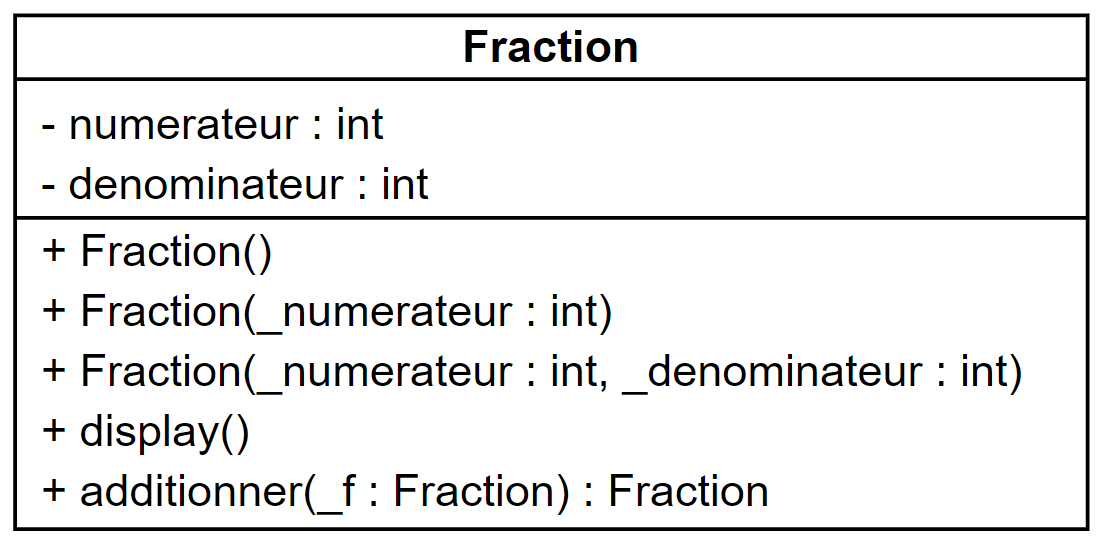 Fraction
- numerateur : int
- denominateur : int
+ Fraction()
+ Fraction(_numerateur : int)
+ Fraction(_numerateur : int, _denominateur : int)
+ display()
+ additionner(_f : Fraction) : Fraction